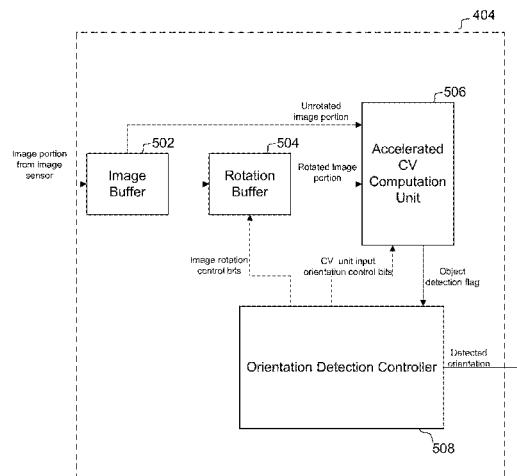 404
506
Unrotated
image portion
502
504
Accelerated
CV
Computation
Unit
Image portion
from image
sensor
Image
Buffer
Rotation
Buffer
Rotated Image
portion
Image rotation
control bits
CV unit input
orientation control bits
Object
detection flag
Orientation Detection Controller
Detected
orientation
508